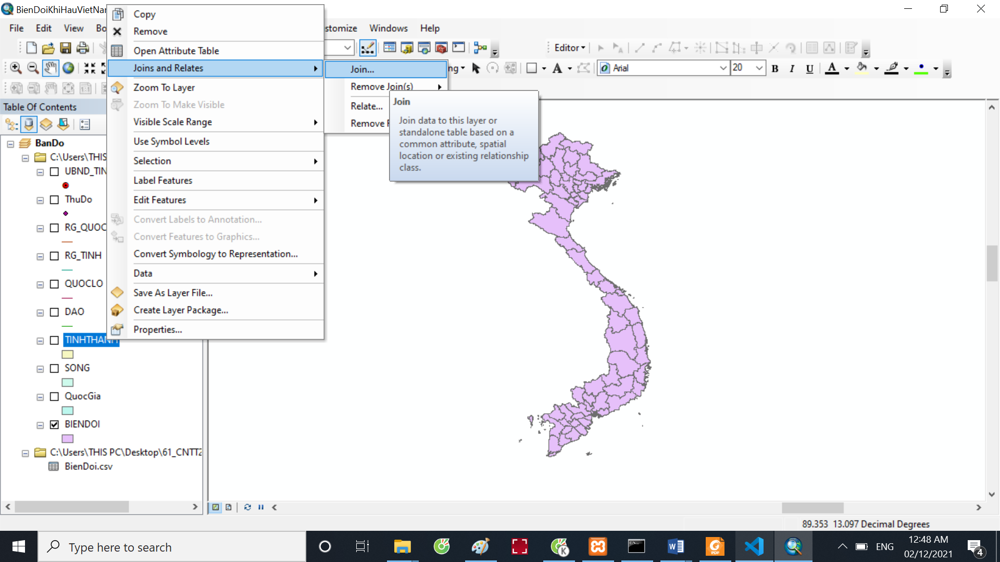 BienDoiKhiHauVietNar
File Edit View Bo stomize Windows Help
Editor
ng
Arial
20
B I U A
Copy
Remove
Open Attribute Table
Joins and Relates
Zoom To Layer
Zoom To Make Visible
Visible Scale Range
Use Symbol Levels
Selection
Label Features
Edit Features
Convert Labels to Annotation...
Convert Features to Graphics...
Convert Symbology to Representation...
Data
Save As Layer File...
Create Layer Package...
Properties...
Join...
Remove Join(s)
Relate...
Remove
Join
Join data to this layer or
standalone table based on a
common attribute, spatial
location or existing relationship
class.
Table Of Contents
BanDo
C:\Users\THIS
UBND_TIN
ThuDo
RG_QUOC
RG_TINH
QUOCLO
DAO
TINHTHANH
SONG
QuocGia
BIENDOI
C:\Users\THIS PC\Desktop\61_CNTT2
BienDoi.csv
89.353 13.097 Decimal Degrees
Type here to search
ENG
12:48 AM
02/12/2021
4